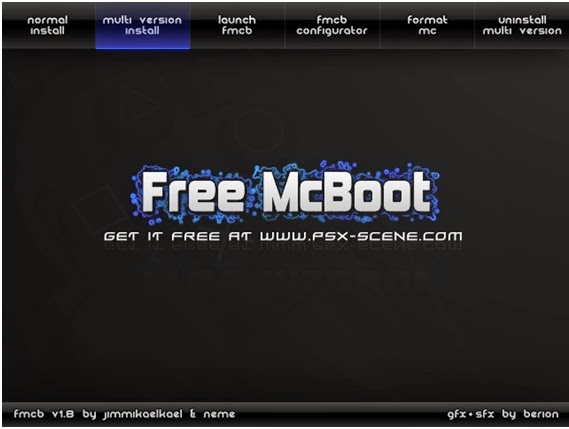 normal
install
multi version
install
launch
fmcb
fmcb
configurator
format
mc
uninstall
multi version
Free McBoot
GET IT FREE AT WWW.PSX-SCENE.COM
fmcb v1.8 by jimmikaelkael & neme
gfx • sfx by berion